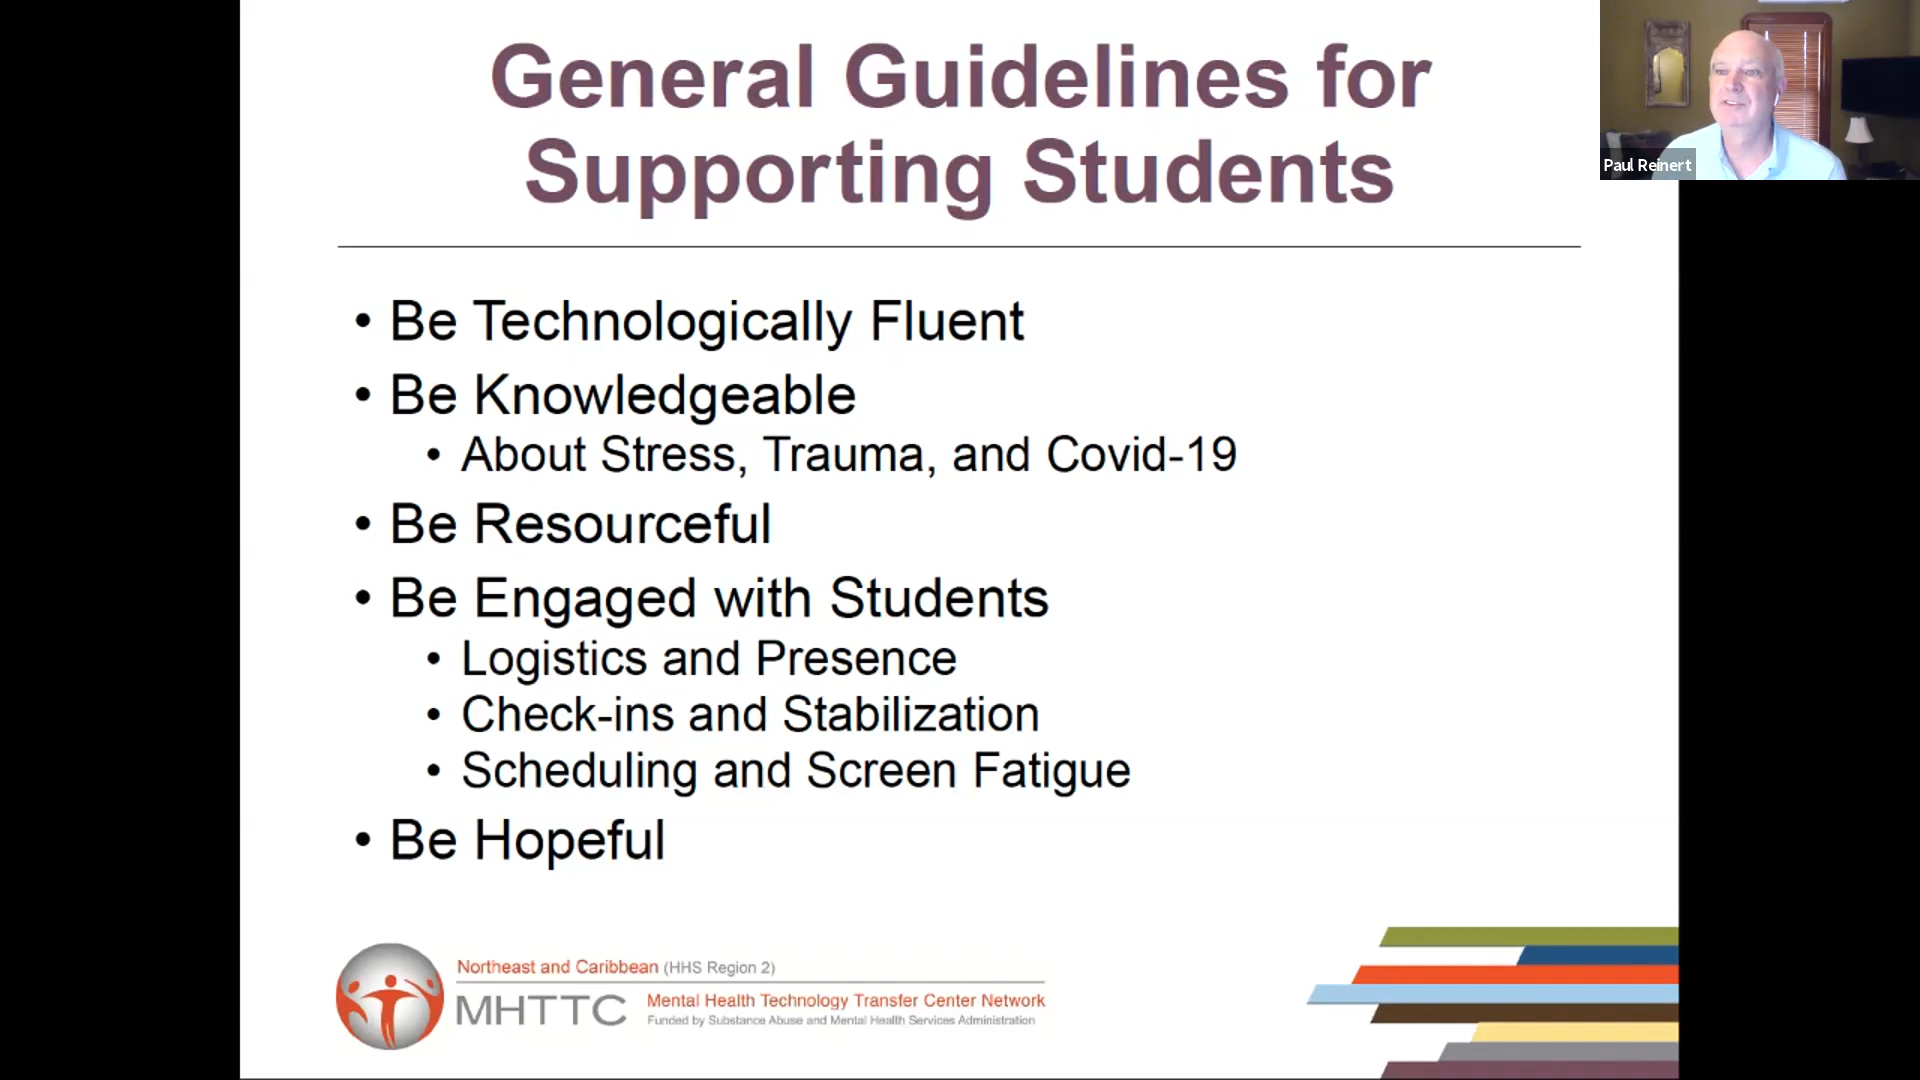 General Guidelines for
Supporting Students
Paul Reinert
• Be Technologically Fluent
• Be Knowledgeable
• About Stress, Trauma, and Covid-19
• Be Resourceful
• Be Engaged with Students
• Logistics and Presence
• Check-ins and Stabilization
• Scheduling and Screen Fatigue
• Be Hopeful
Northeast and Caribbean (HHS Region 2)
MHTTC
Mental Health Technology Transfer Center Network
Funded by Substance Abuse and Mental Health Services Administration